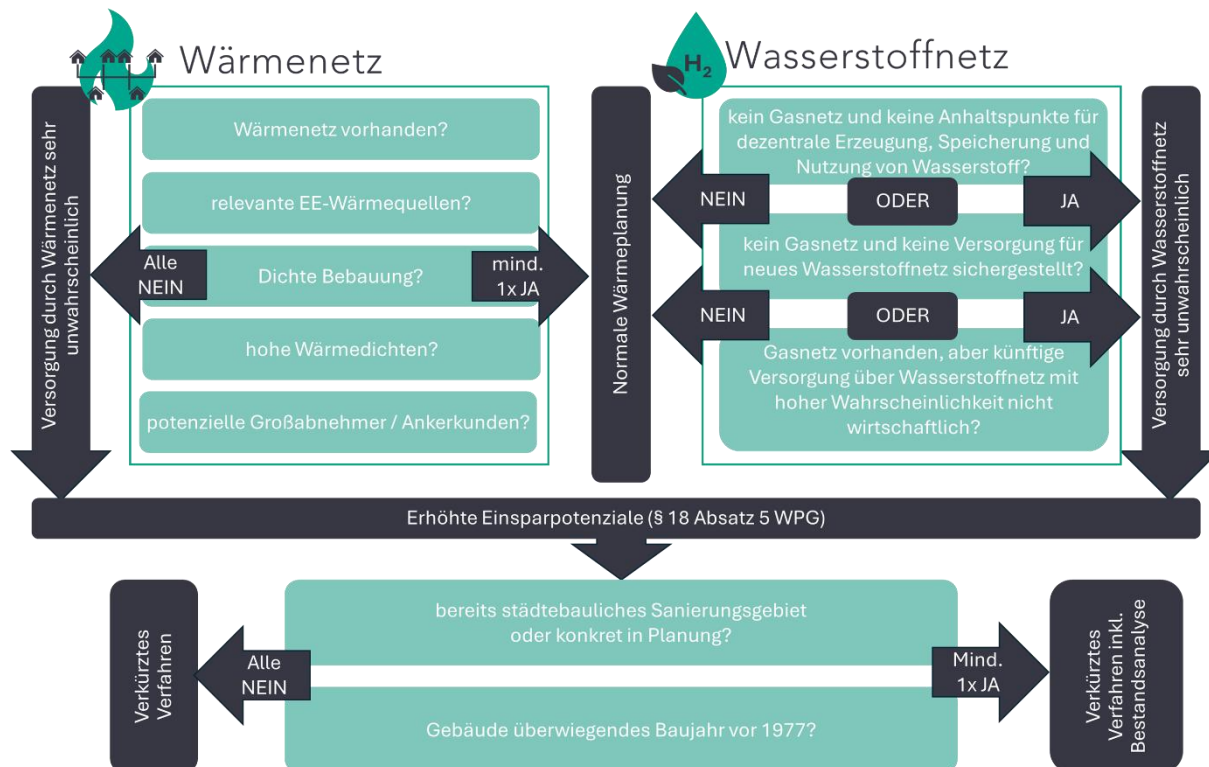 Wärmenetz
Versorgung durch Wärmenetz sehr
unwahrscheinlich
Wärmenetz vorhanden?
relevante EE-Wärmequellen?
Alle
NEIN
Dichte Bebauung?
mind.
1x JA
hohe Wärmedichten?
potenzielle Großabnehmer / Ankerkunden?
Normale Wärmeplanung
H2
Wasserstoffnetz
kein Gasnetz und keine Anhaltspunkte für
dezentrale Erzeugung, Speicherung und
Nutzung von Wasserstoff?
NEIN
ODER
JA
kein Gasnetz und keine Versorgung für
neues Wasserstoffnetz sichergestellt?
NEIN
ODER
JA
Gasnetz vorhanden, aber künftige
Versorgung über Wasserstoffnetz mit
hoher Wahrscheinlichkeit nicht
wirtschaftlich?
Versorgung durch Wasserstoffnetz
sehr unwahrscheinlich
Erhöhte Einsparpotenziale (§ 18 Absatz 5 WPG)
Verkürztes
Verfahren
Alle
NEIN
bereits städtebauliches Sanierungsgebiet
oder konkret in Planung?
Gebäude überwiegendes Baujahr vor 1977?
Mind.
1x JA
Verkürztes
Verfahren inkl.
Bestandsanalyse